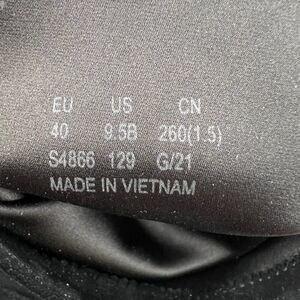 EU US CN
40 9.5B 260(1.5)
S4866 129 G/21
MADE IN VIETNAM